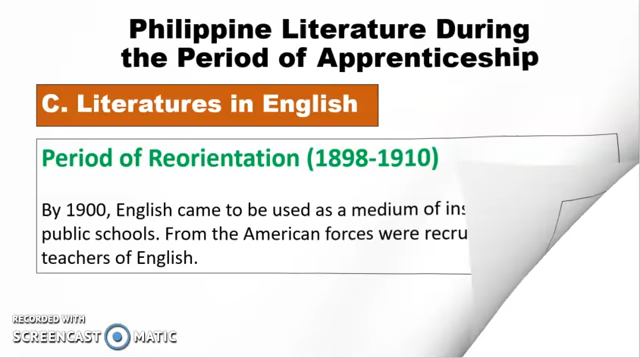 Philippine Literature During
the Period of Apprenticeship
C. Literatures in English
Period of Reorientation (1898-1910)
By 1900, English came to be used as a medium of
public schools. From the American forces were
teachers of English.
RECORDED WITH
SCREENCAST MATIC